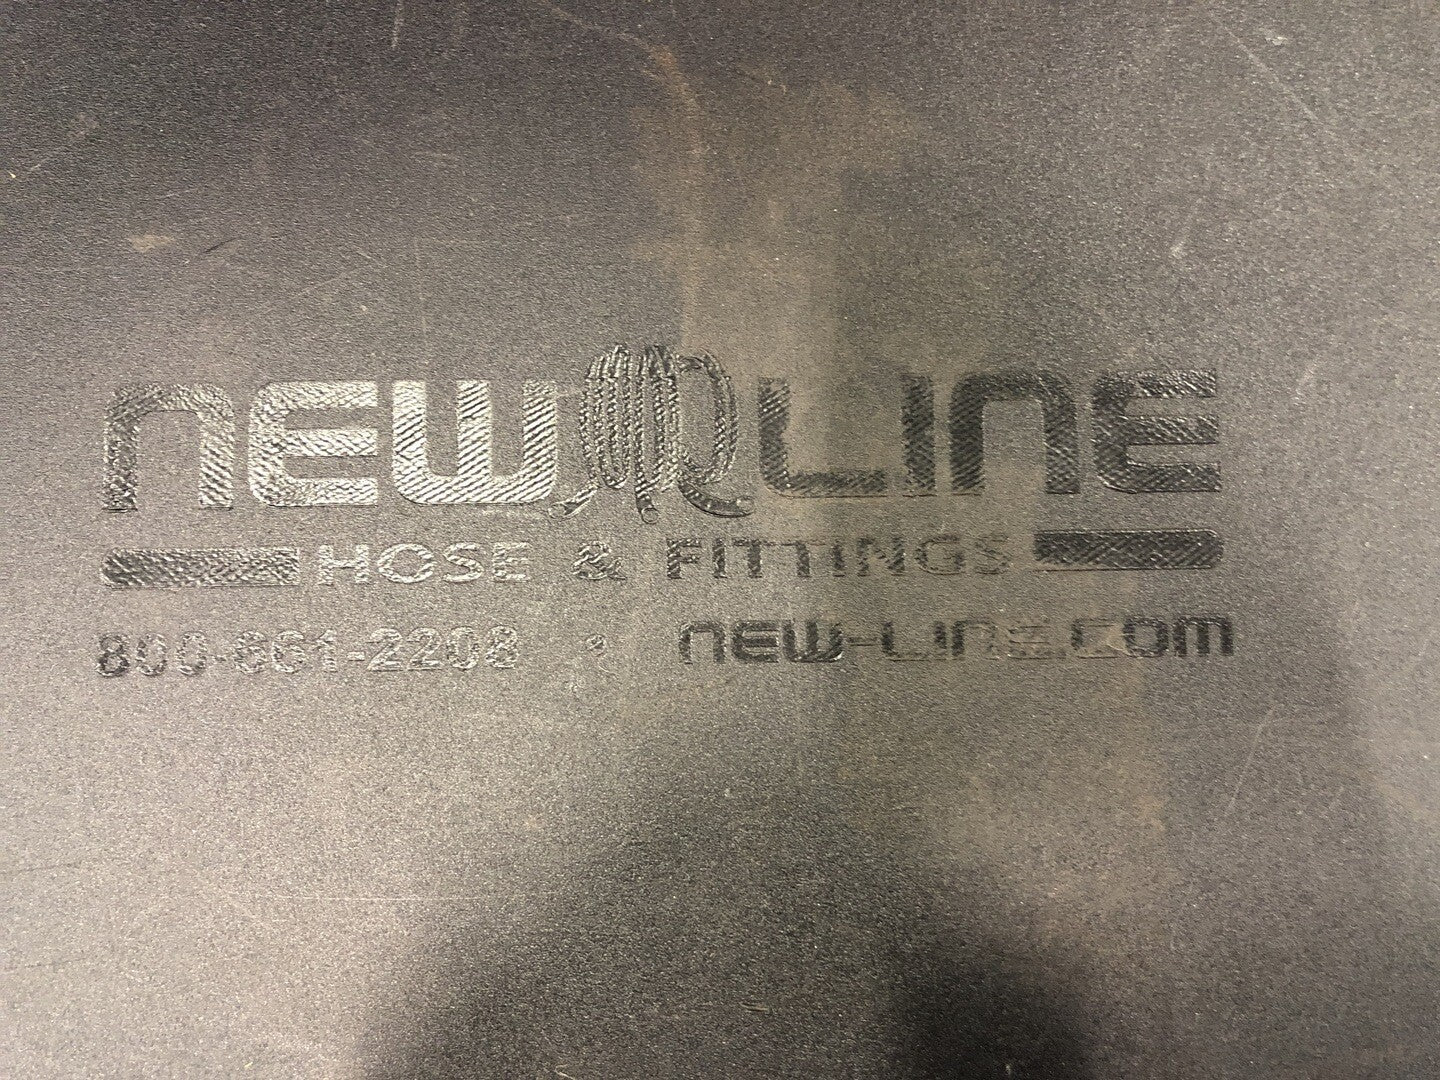 NEW LINE
HOSE & FITTINGS
800-661-2208 • NEW-LINE.COM